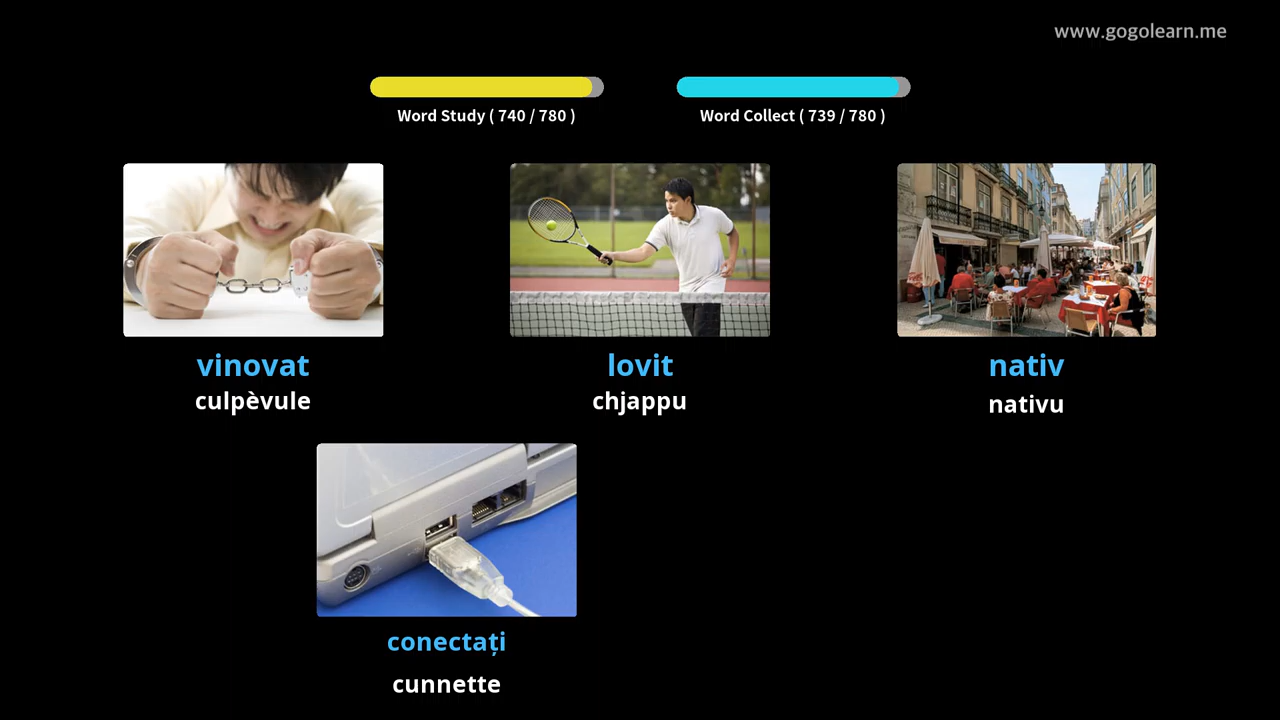 www.gogolearn.me
Word Study ( 740 / 780 )
Word Collect ( 739 / 780 )
vinovat
culpèvule
lovit
chjappu
nativ
nativu
conectați
cunnette